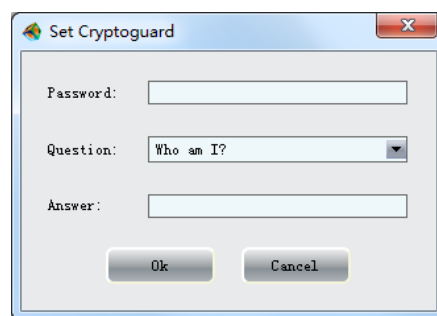 Set Cryptoguard
Password:
Question: Who am I?
Answer:
Ok Cancel